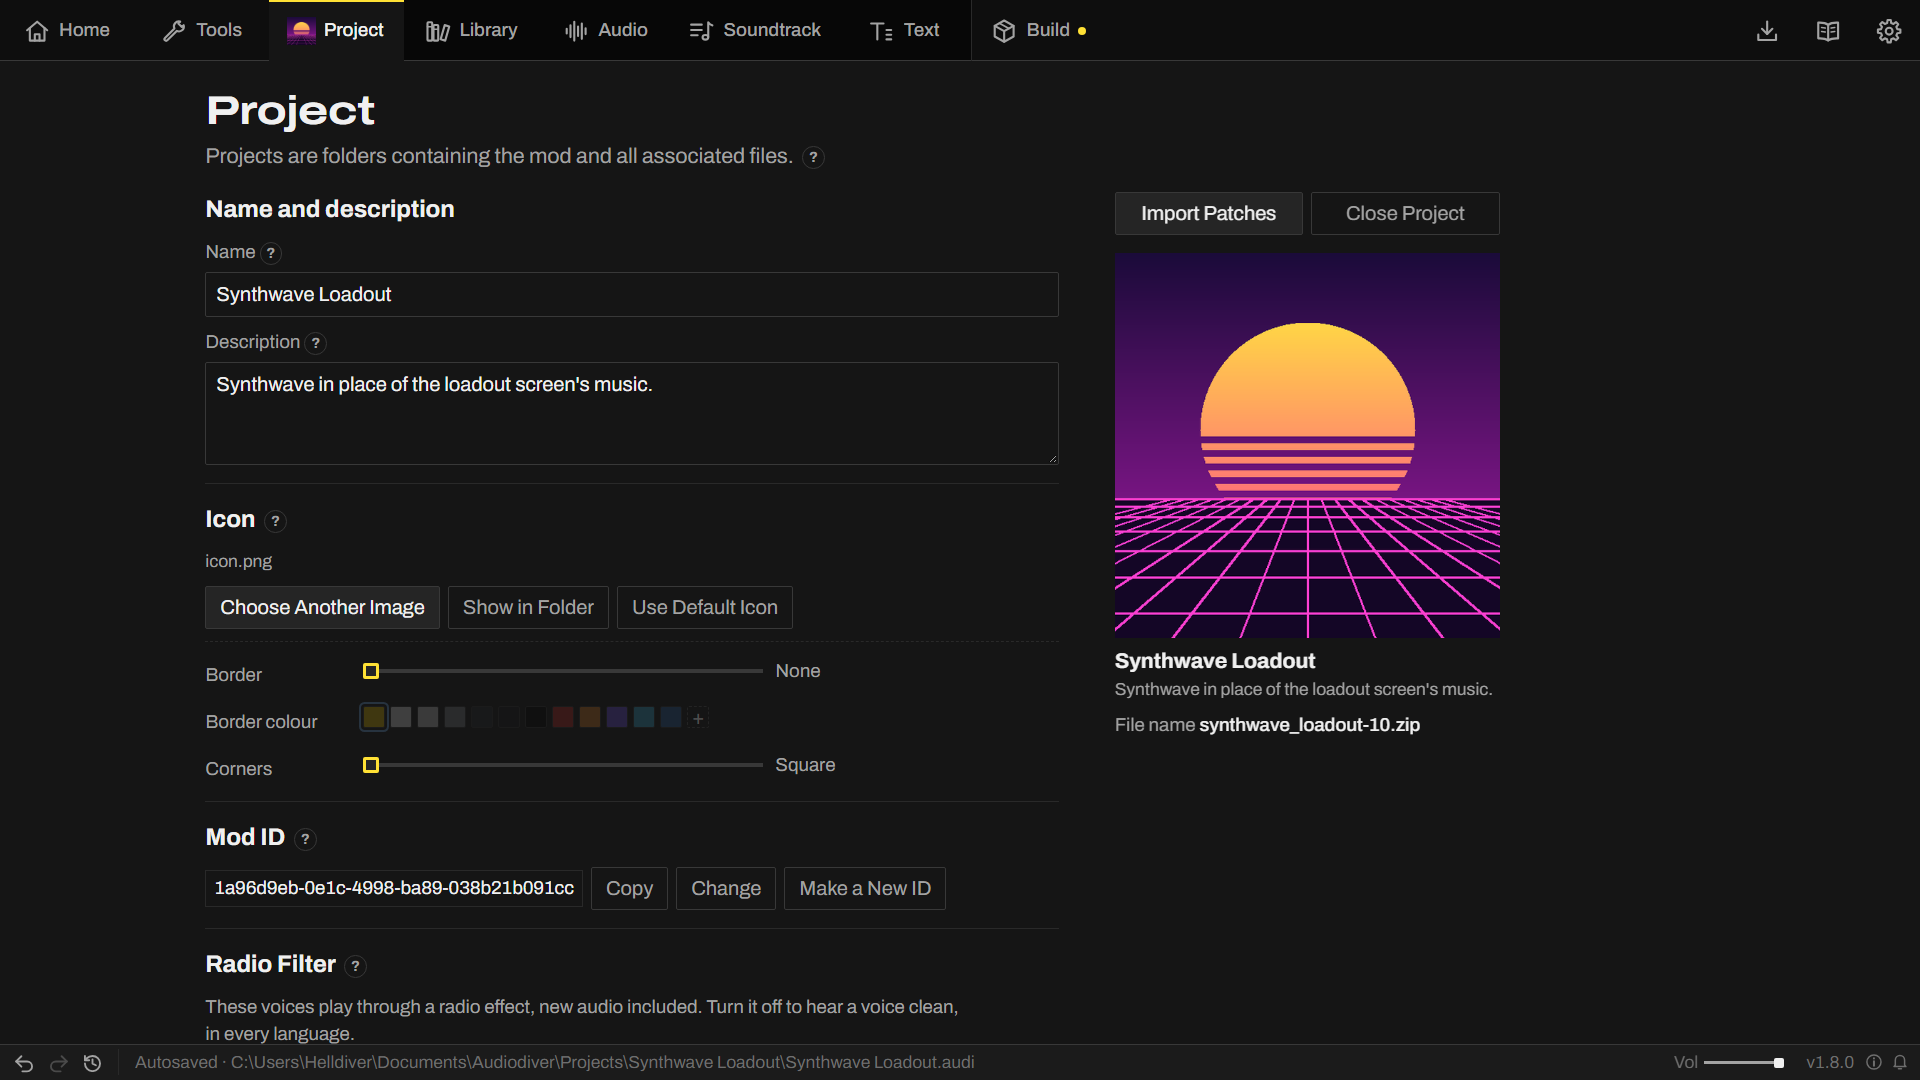 Home
Tools
Project
Library
Audio
Soundtrack
Text
Build
Project
Projects are folders containing the mod and all associated files. ?
Name and description
Name ?
Synthwave Loadout
Description ?
Synthwave in place of the loadout screen's music.
Icon ?
icon.png
Choose Another Image
Show in Folder
Use Default Icon
Border
None
Border colour
+
Corners
Square
Mod ID ?
1a96d9eb-0e1c-4998-ba89-038b21b091cc
Copy
Change
Make a New ID
Radio Filter ?
These voices play through a radio effect, new audio included. Turn it off to hear a voice clean,
in every language.
Import Patches
Close Project
Synthwave Loadout
Synthwave in place of the loadout screen's music.
File name synthwave_loadout-10.zip
Autosaved · C:\Users\Helldiver\Documents\Audiodiver\Projects\Synthwave Loadout\Synthwave Loadout.audi
Vol
v1.8.0